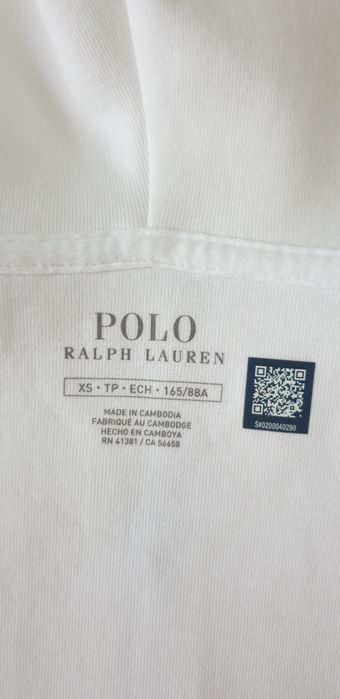 POLO
RALPH LAUREN
XS • TP • ECH • 165/88A
MADE IN CAMBODIA
FABRIQUÉ AU CAMBODGE
HECHO EN CAMBOYA
RN 41381 / CA 56658
S#0200040290